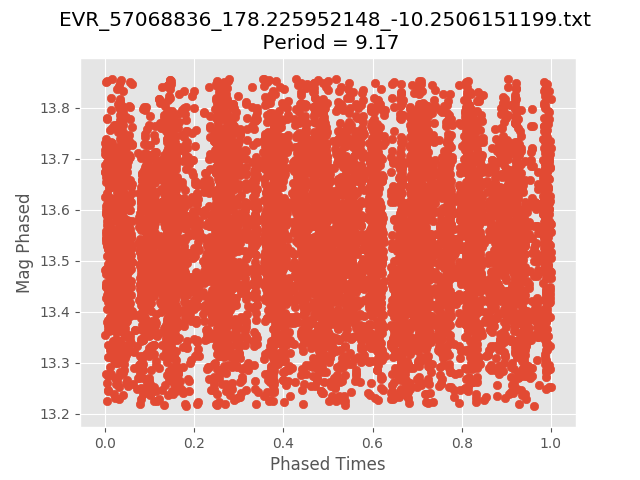 EVR_57068836_178.225952148_-10.2506151199.txt
Period = 9.17
Mag Phased
13.8
13.7
13.6
13.5
13.4
13.3
13.2
0.0 0.2 0.4 0.6 0.8 1.0
Phased Times